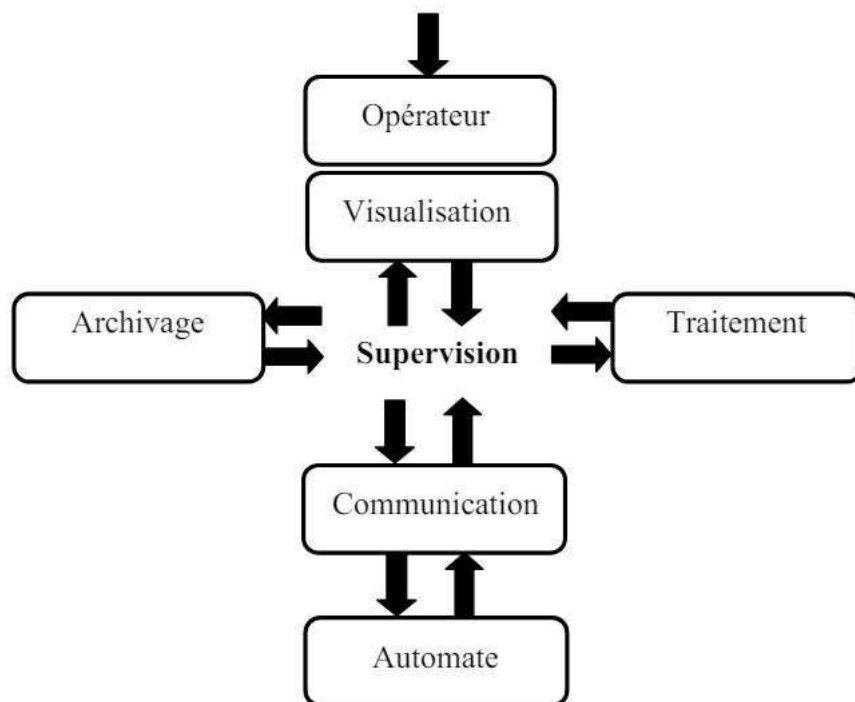 Opérateur
Visualisation
Archivage
Traitement
Supervision
Communication
Automate